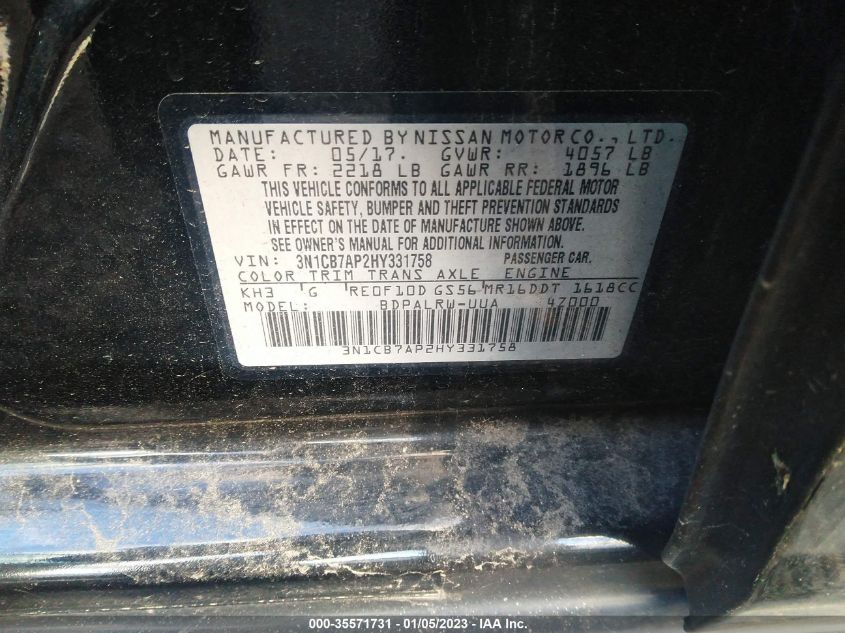 MANUFACTURED BY NISSAN MOTOR CO., LTD.
DATE: 05/17. GVWR: 4057 LB
GAWR FR: 2218 LB GAWR RR: 1896 LB
THIS VEHICLE CONFORMS TO ALL APPLICABLE FEDERAL MOTOR
VEHICLE SAFETY, BUMPER AND THEFT PREVENTION STANDARDS
IN EFFECT ON THE DATE OF MANUFACTURE SHOWN ABOVE.
SEE OWNER'S MANUAL FOR ADDITIONAL INFORMATION.
VIN: 3N1CB7AP2HY331758 PASSENGER CAR.
COLOR TRIM TRANS AXLE ENGINE
KH3 G RE0F10D GS56 MR16DDT 1618CC
MODEL: BDPALRW-UUA 4Z000
3N1CB7AP2HY331758
000-35571731 - 01/05/2023 - IAA Inc.